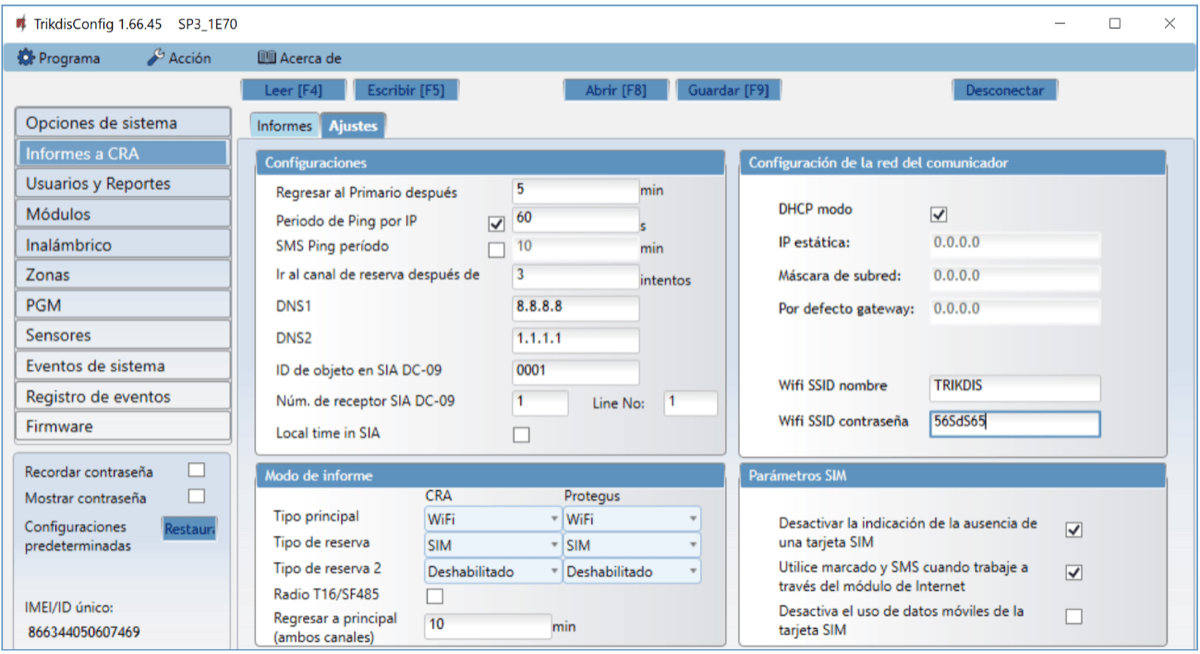 TrikdisConfig 1.66.45 SP3_1E70
Programa Acción Acerca de
Leer [F4] Escribir [F5] Abrir [F8] Guardar [F9] Desconectar
Opciones de sistema
Informes a CRA
Usuarios y Reportes
Módulos
Inalámbrico
Zonas
PGM
Sensores
Eventos de sistema
Registro de eventos
Firmware
Recordar contraseña
Mostrar contraseña
Configuraciones
predeterminadas
Restaura
IMEI/ID único:
866344050607469
Informes Ajustes
Configuraciones
Regresar al Primario después 5 min
Periodo de Ping por IP 60 s
SMS Ping período 10 min
Ir al canal de reserva después de 3 intentos
DNS1 8.8.8.8
DNS2 1.1.1.1
ID de objeto en SIA DC-09 0001
Núm. de receptor SIA DC-09 1 Line No: 1
Local time in SIA
Modo de informe
CRA Protegus
Tipo principal WiFi WiFi
Tipo de reserva SIM SIM
Tipo de reserva 2 Deshabilitado Deshabilitado
Radio T16/SF485
Regresar a principal
(ambos canales) 10 min
Configuración de la red del comunicador
DHCP modo
IP estática: 0.0.0.0
Máscara de subred: 0.0.0.0
Por defecto gateway: 0.0.0.0
Wifi SSID nombre TRIKDIS
Wifi SSID contraseña 56SdS65
Parámetros SIM
Desactivar la indicación de la ausencia de
una tarjeta SIM
Utilice marcado y SMS cuando trabaje a
través del módulo de Internet
Desactiva el uso de datos móviles de la
tarjeta SIM